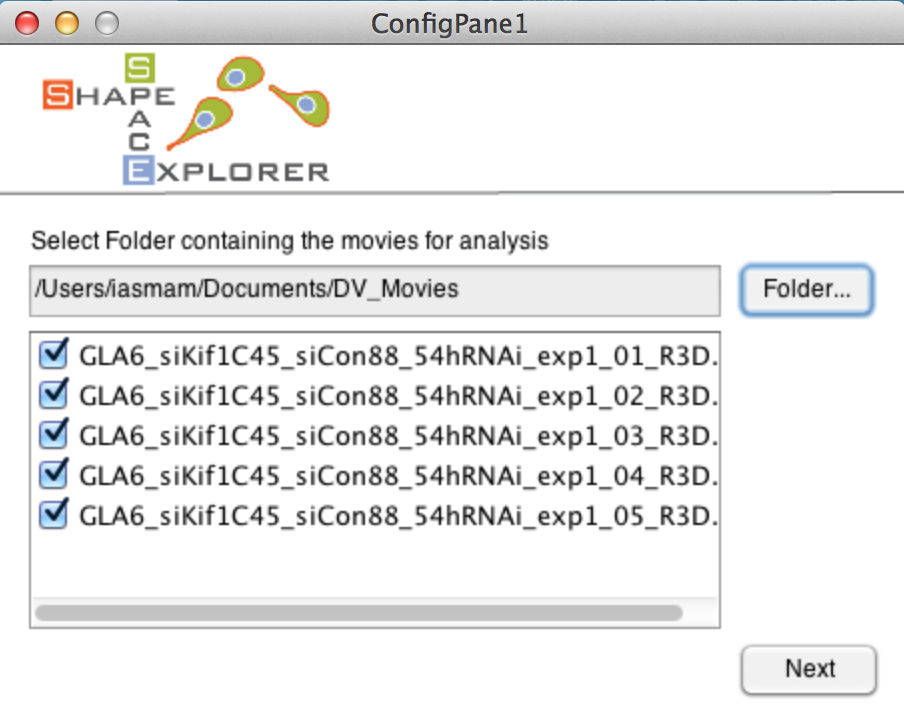 ConfigPane1
SHAPE
SPACE
EXPLORER
Select Folder containing the movies for analysis
/Users/iasmam/Documents/DV_Movies
Folder...
GLA6_siKif1C45_siCon88_54hRNAi_exp1_01_R3D.
GLA6_siKif1C45_siCon88_54hRNAi_exp1_02_R3D.
GLA6_siKif1C45_siCon88_54hRNAi_exp1_03_R3D.
GLA6_siKif1C45_siCon88_54hRNAi_exp1_04_R3D.
GLA6_siKif1C45_siCon88_54hRNAi_exp1_05_R3D.
Next